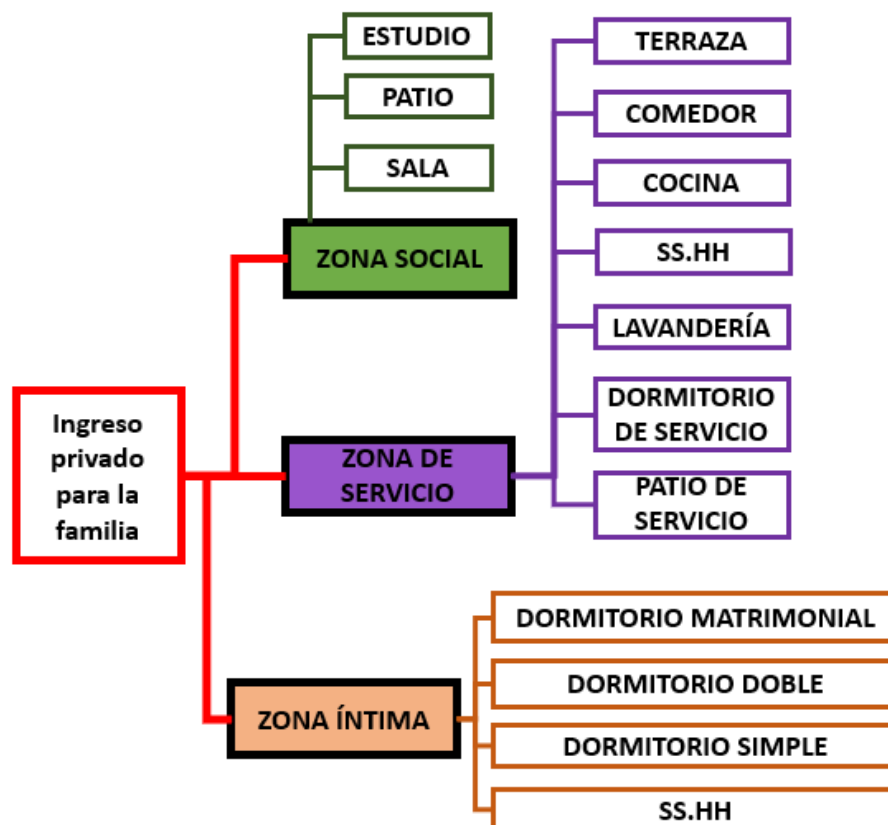 ESTUDIO
PATIO
SALA
ZONA SOCIAL
TERRAZA
COMEDOR
COCINA
SS.HH
LAVANDERÍA
DORMITORIO
DE SERVICIO
PATIO DE
SERVICIO
Ingreso
privado
para la
familia
ZONA DE
SERVICIO
ZONA ÍNTIMA
DORMITORIO MATRIMONIAL
DORMITORIO DOBLE
DORMITORIO SIMPLE
SS.HH